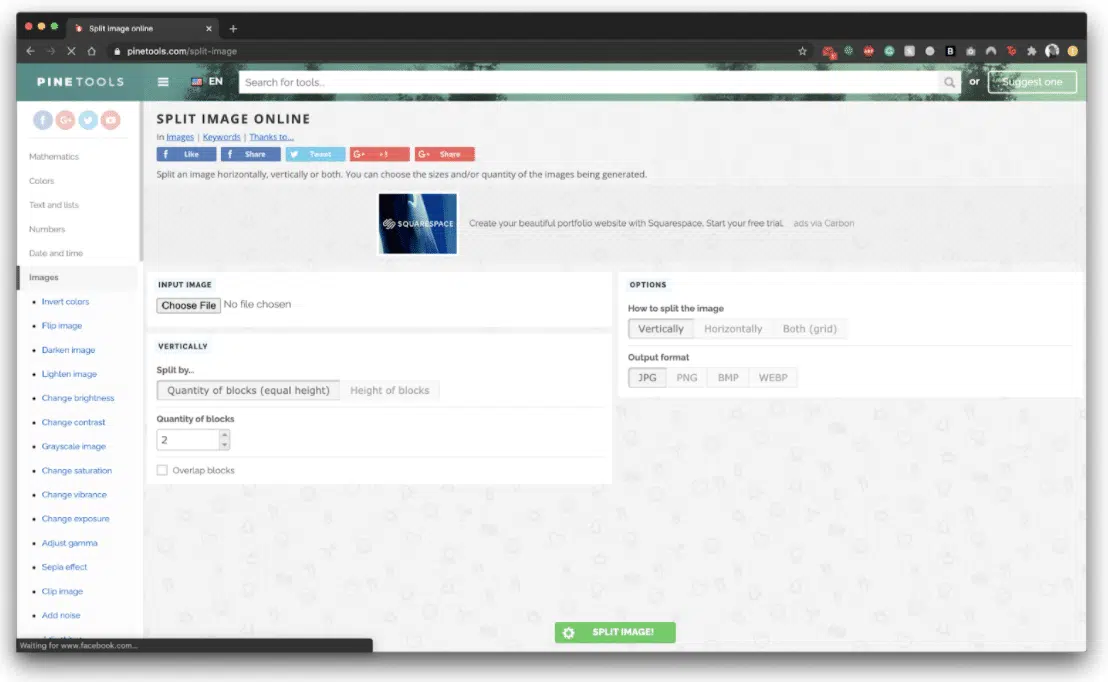 Split image online
pinetools.com/split-image
PINETOOLS
EN
Search for tools...
or
Suggest one
SPLIT IMAGE ONLINE
In Images | Keywords | Thanks to...
Like
Share
Tweet
G+ +1
G+ Share
Split an image horizontally, vertically or both. You can choose the sizes and/or quantity of the images being generated.
SQUARESPACE
Create your beautiful portfolio website with Squarespace. Start your free trial.
ads via Carbon
Mathematics
Colors
Text and lists
Numbers
Date and time
Images
Invert colors
Flip image
Darken image
Lighten image
Change brightness
Change contrast
Grayscale image
Change saturation
Change vibrance
Change exposure
Adjust gamma
Sepia effect
Clip image
Add noise
INPUT IMAGE
Choose File No file chosen
VERTICALLY
Split by...
Quantity of blocks (equal height) Height of blocks
Quantity of blocks
2
Overlap blocks
OPTIONS
How to split the image
Vertically Horizontally Both (grid)
Output format
JPG PNG BMP WEBP
SPLIT IMAGE!
Waiting for www.facebook.com...